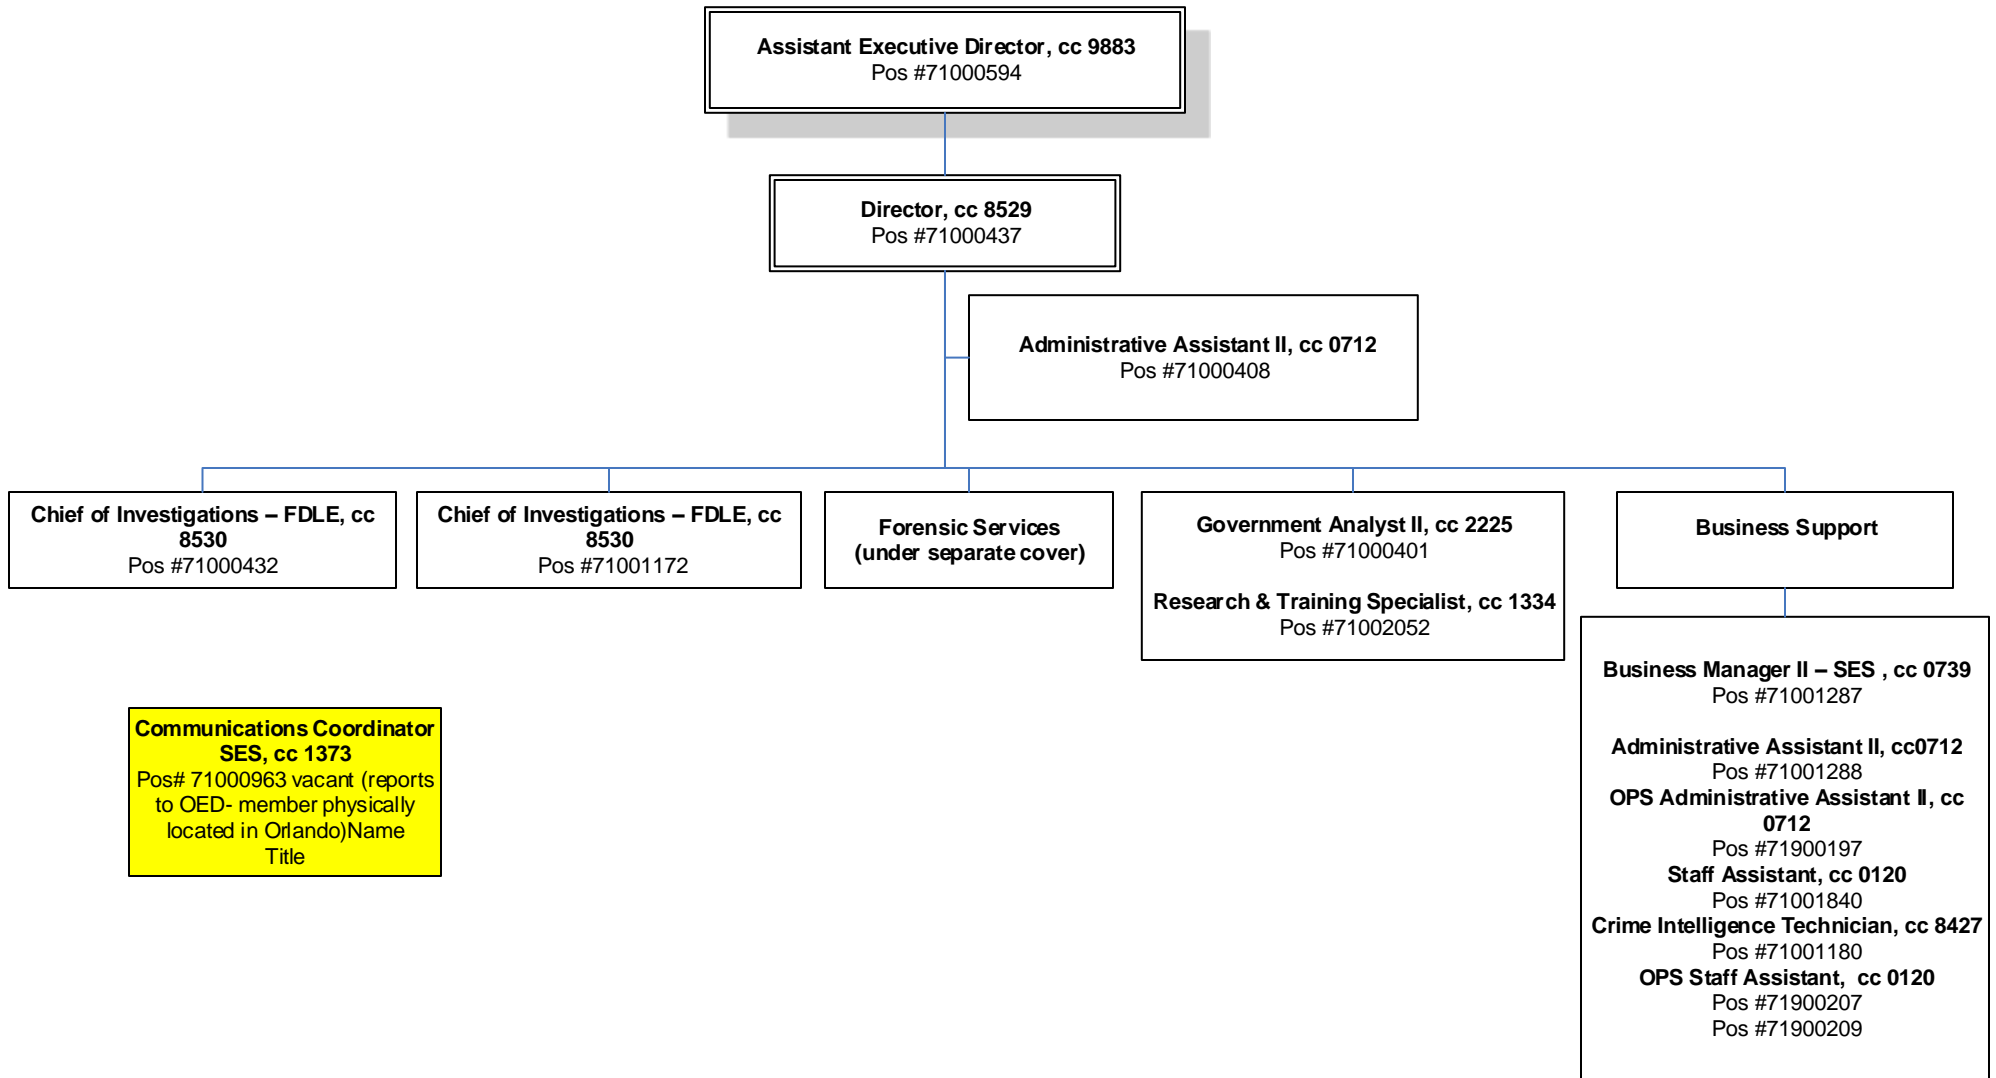 Assistant Executive Director, cc 9883
Pos #71000594
Director, cc 8529
Pos #71000437
Administrative Assistant II, cc 0712
Pos #71000408
Chief of Investigations – FDLE, cc
8530
Pos #71000432
Chief of Investigations – FDLE, cc
8530
Pos #71001172
Forensic Services
(under separate cover)
Government Analyst II, cc 2225
Pos #71000401
Research & Training Specialist, cc 1334
Pos #71002052
Business Support
Business Manager II – SES , cc 0739
Pos #71001287
Administrative Assistant II, cc0712
Pos #71001288
OPS Administrative Assistant II, cc
0712
Pos #71900197
Staff Assistant, cc 0120
Pos #71001840
Crime Intelligence Technician, cc 8427
Pos #71001180
OPS Staff Assistant, cc 0120
Pos #71900207
Pos #71900209
Communications Coordinator
SES, cc 1373
Pos# 71000963 vacant (reports
to OED- member physically
located in Orlando)Name
Title